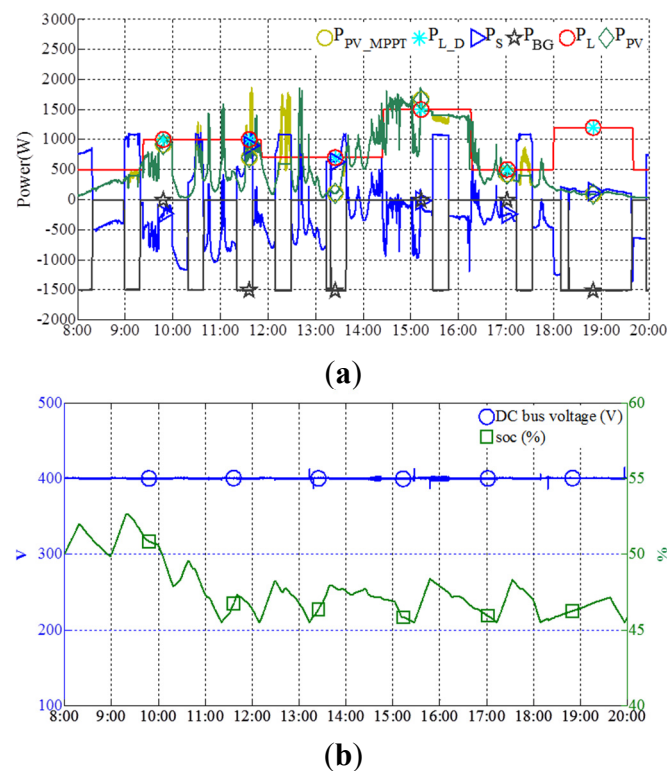 3000
P_PV_MPPT P_L_D P_S P_BG P_L P_PV
2500
2000
1500
1000
500
0
-500
-1000
-1500
-2000
Power(W)
8:00 9:00 10:00 11:00 12:00 13:00 14:00 15:00 16:00 17:00 18:00 19:00 20:00
(a)
500 60
DC bus voltage (V)
soc (%)
400 55
300 50
V %
200 45
100 40
8:00 9:00 10:00 11:00 12:00 13:00 14:00 15:00 16:00 17:00 18:00 19:00 20:00
(b)